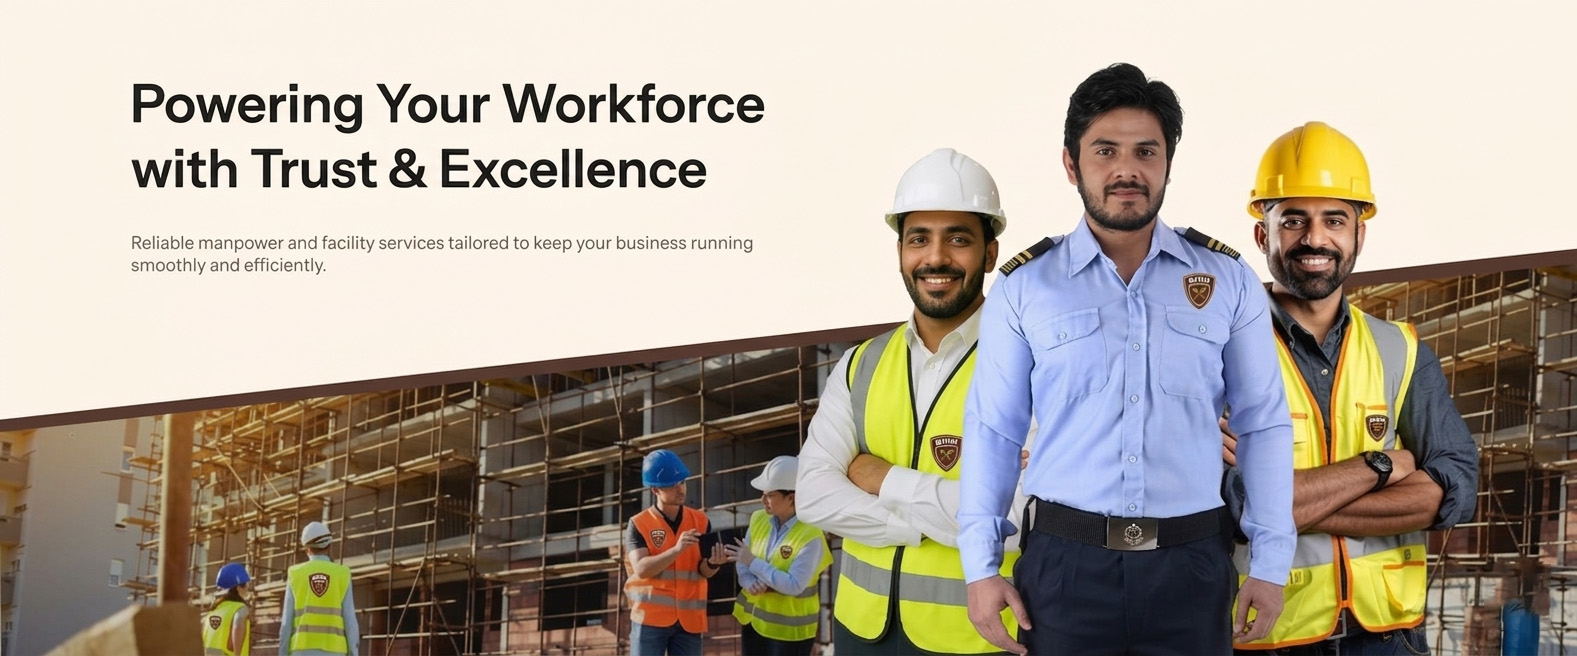 Powering Your Workforce
with Trust & Excellence
Reliable manpower and facility services tailored to keep your business running
smoothly and efficiently.